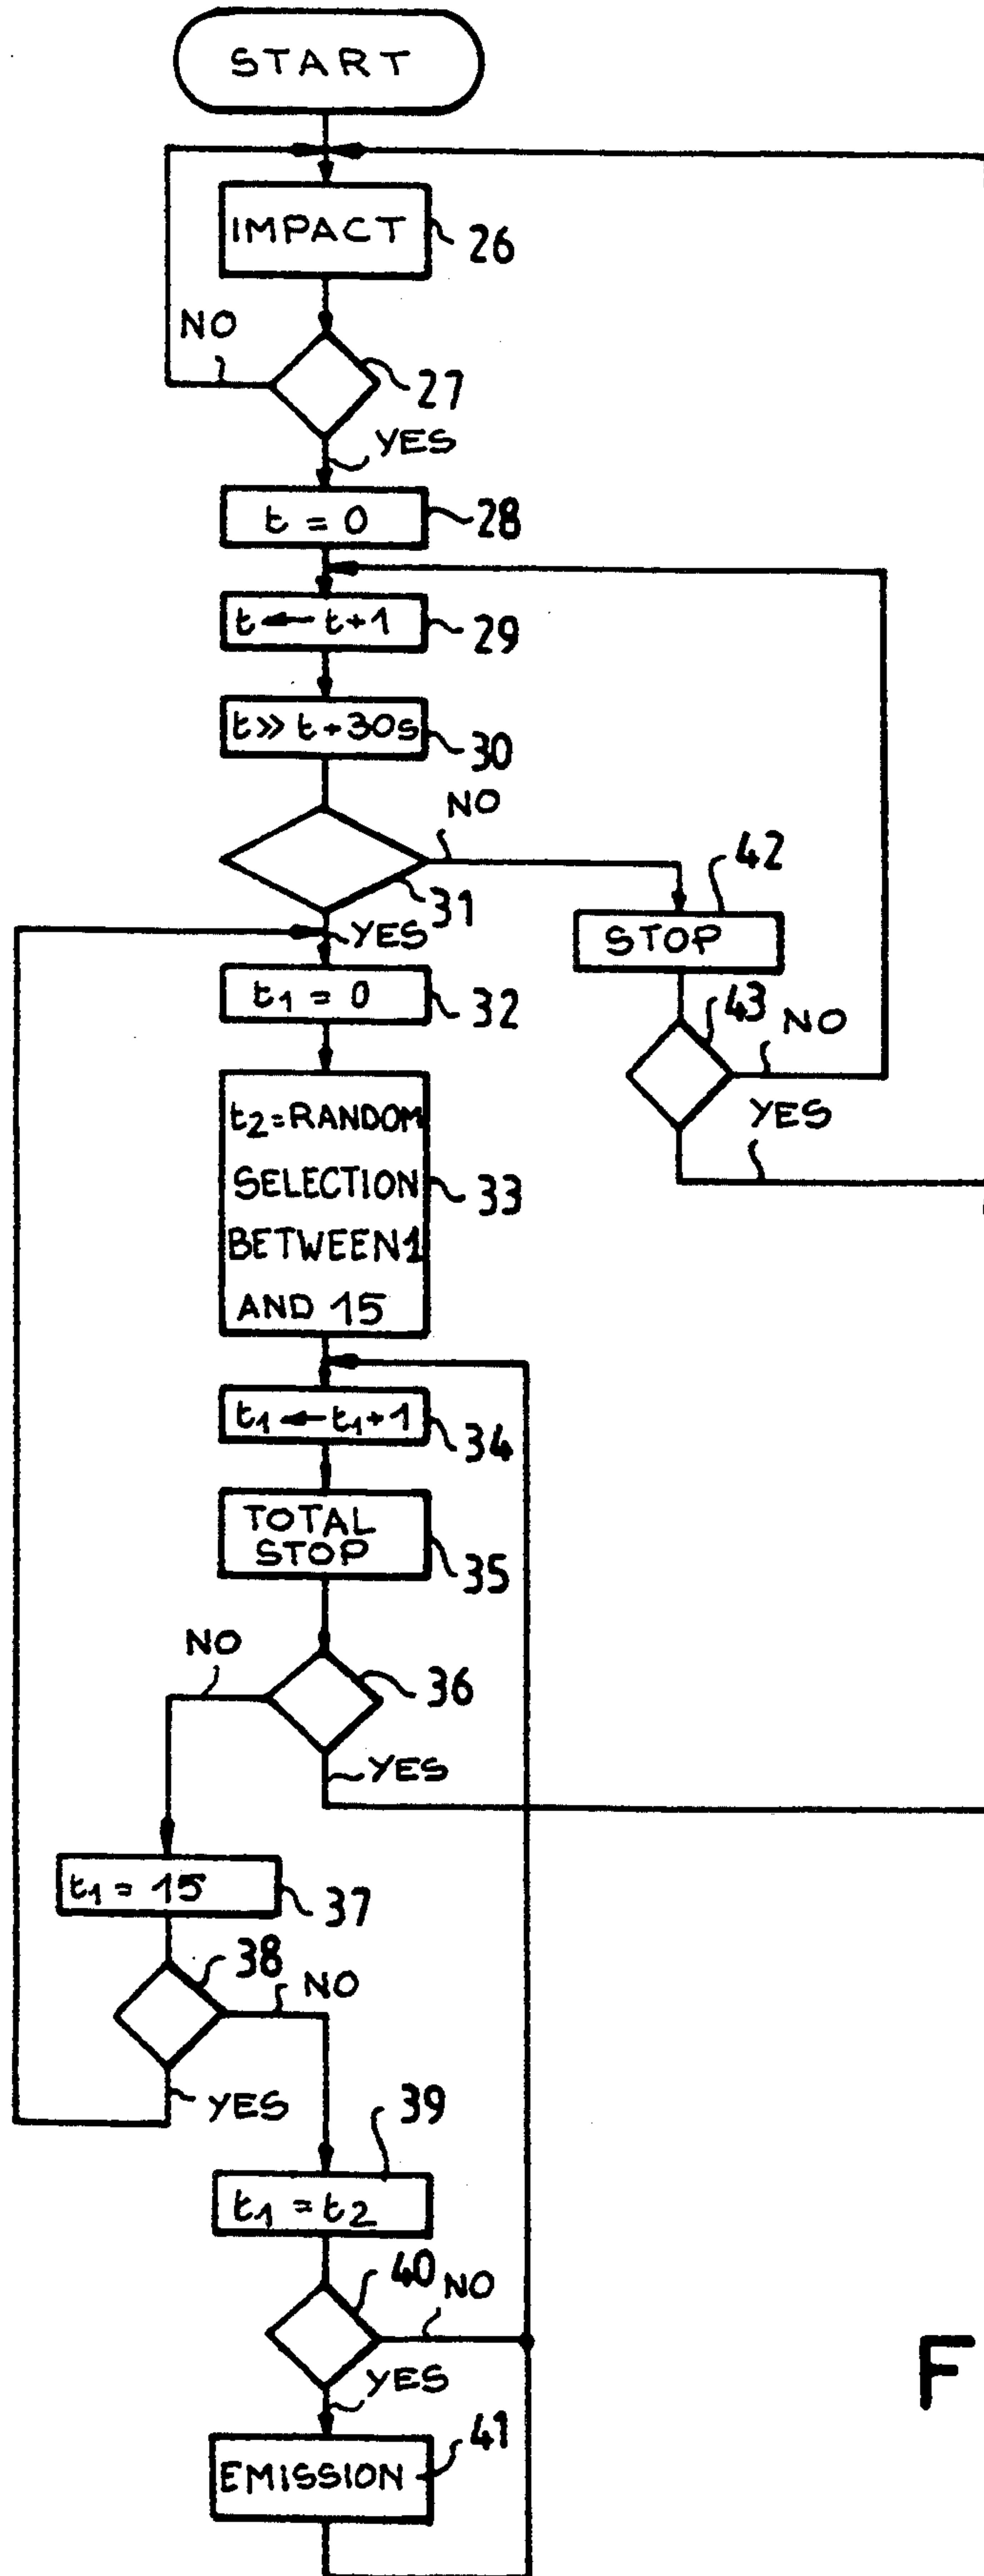 START
IMPACT
26
NO
27
YES
t = 0
28
t ← t+1
29
t ≫ t+30s
30
NO
31
YES
42
STOP
t₁ = 0
32
43
NO
YES
t₂=RANDOM
SELECTION
BETWEEN 1
AND 15
33
t₁ ← t₁+1
34
TOTAL
STOP
35
NO
36
YES
t₁ = 15
37
38
NO
YES
39
t₁ = t₂
40
NO
YES
41
EMISSION
F